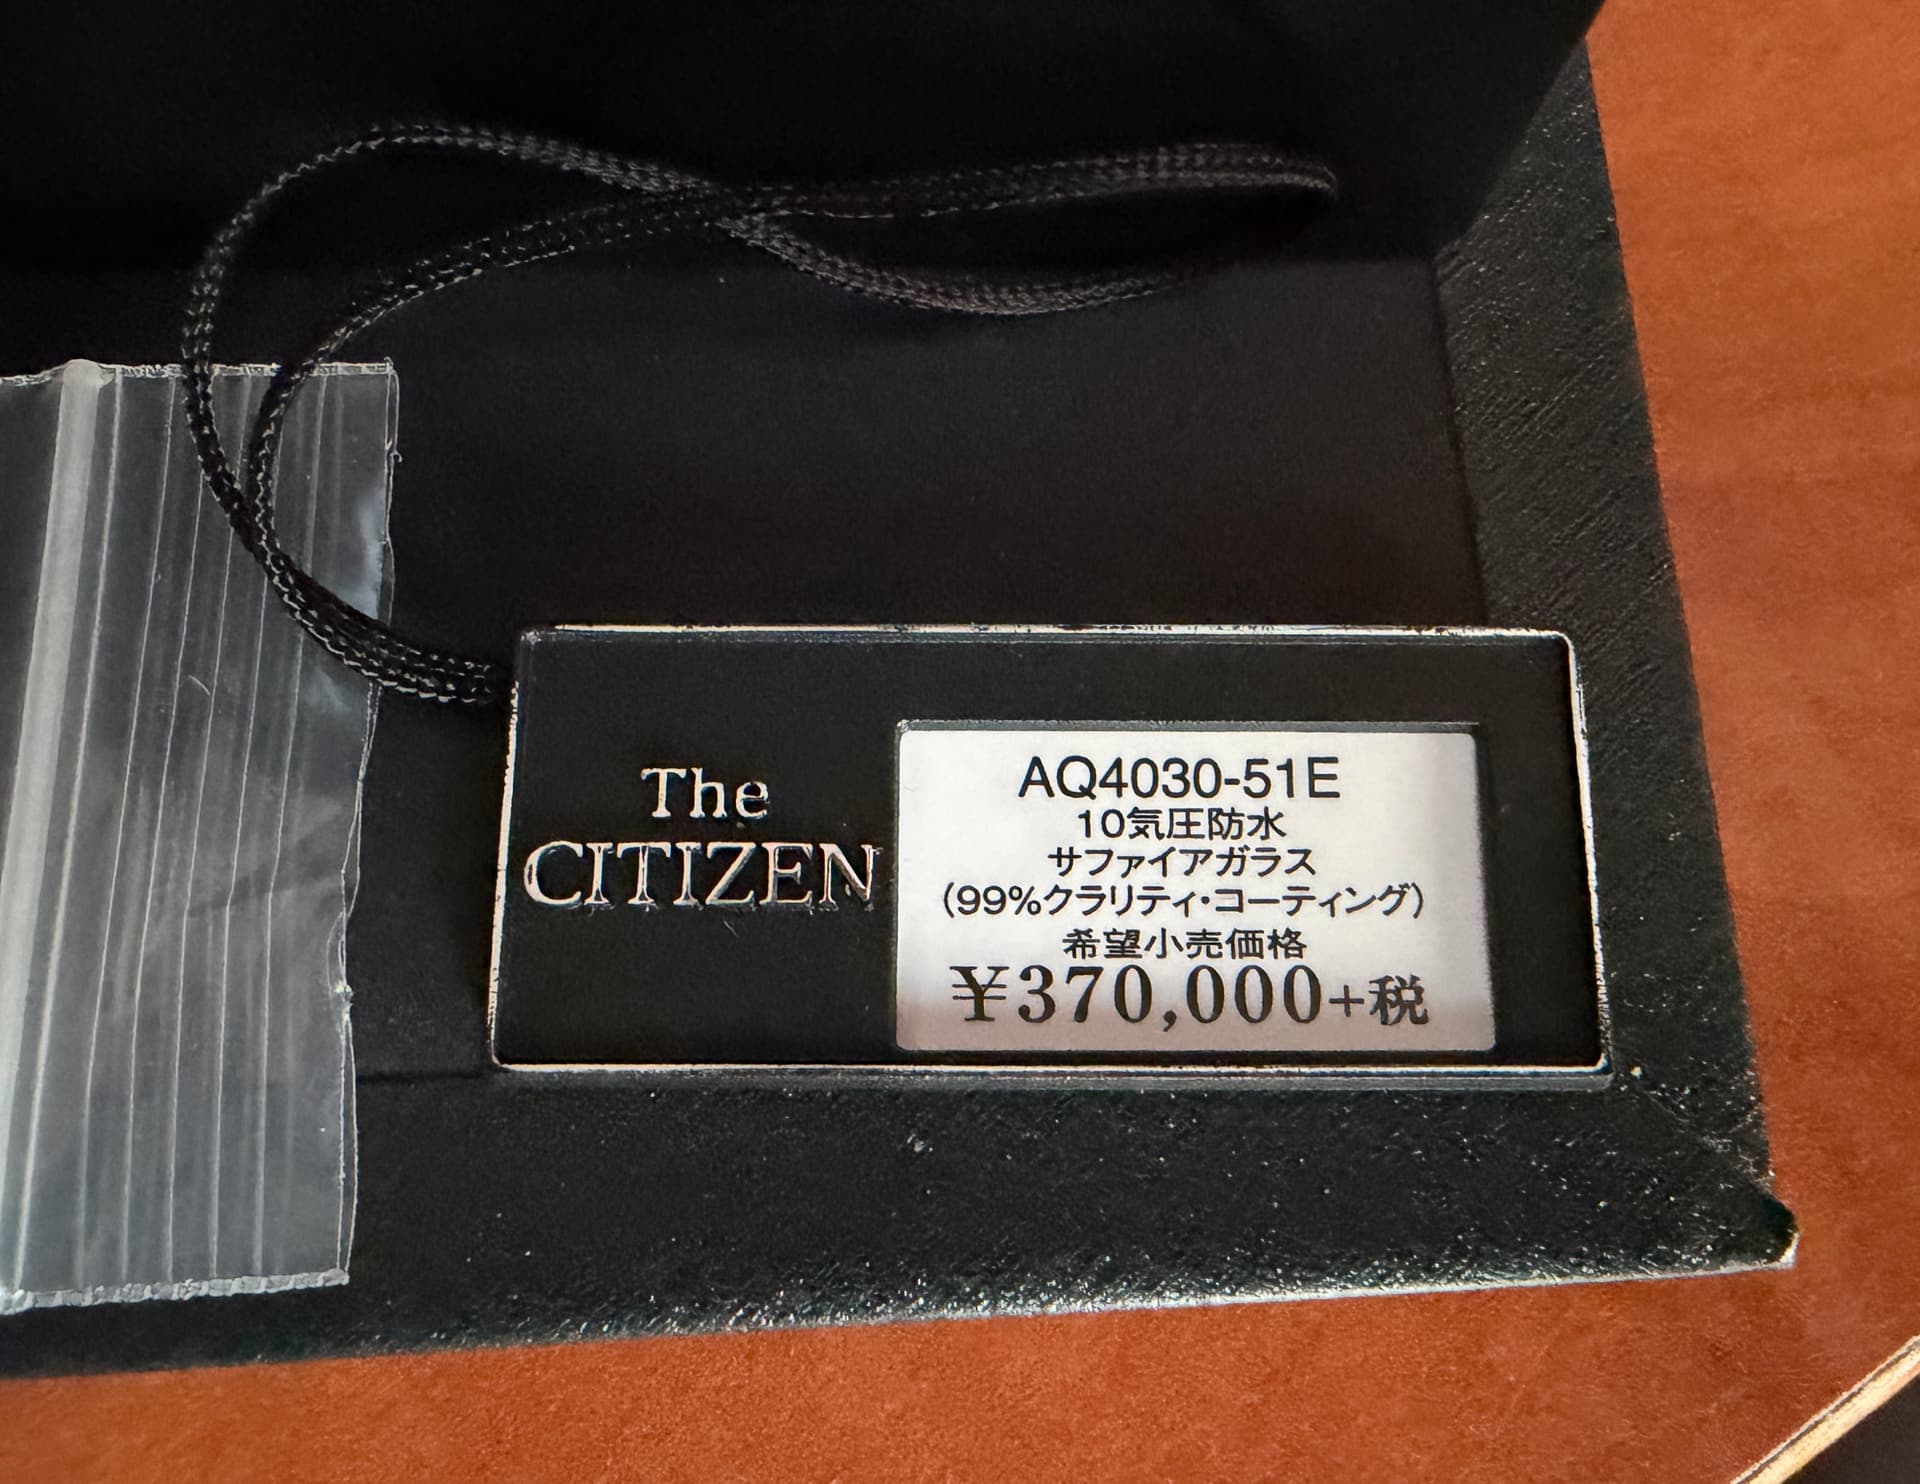 The
CITIZEN
AQ4030-51E
10気圧防水
サファイアガラス
(99%クラリティ・コーティング)
希望小売価格
¥370,000+税